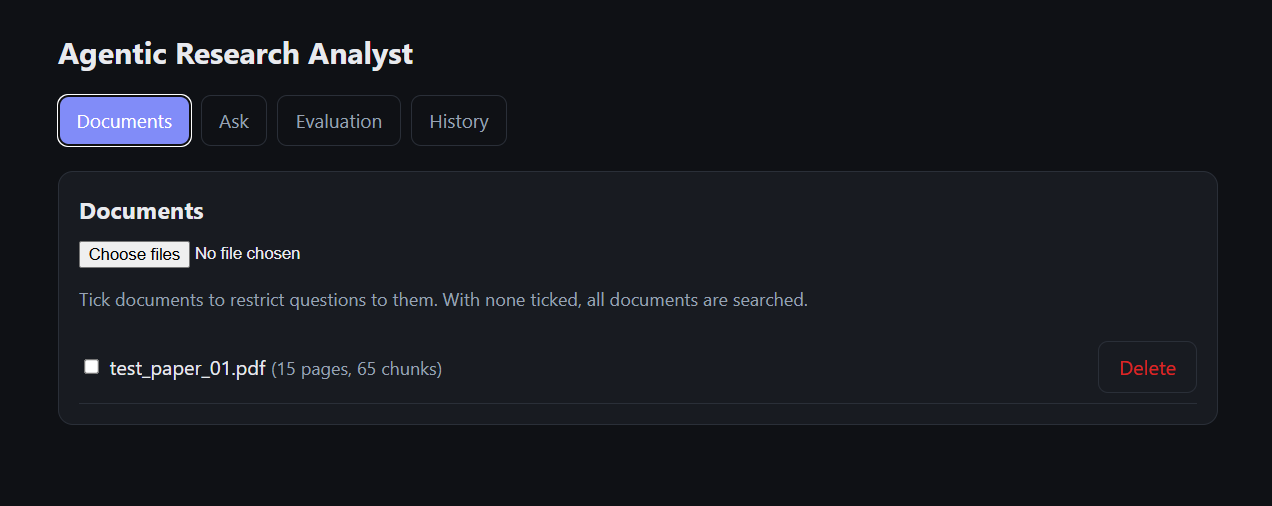 Agentic Research Analyst
Documents Ask Evaluation History
Documents
Choose files No file chosen
Tick documents to restrict questions to them. With none ticked, all documents are searched.
test_paper_01.pdf (15 pages, 65 chunks) Delete